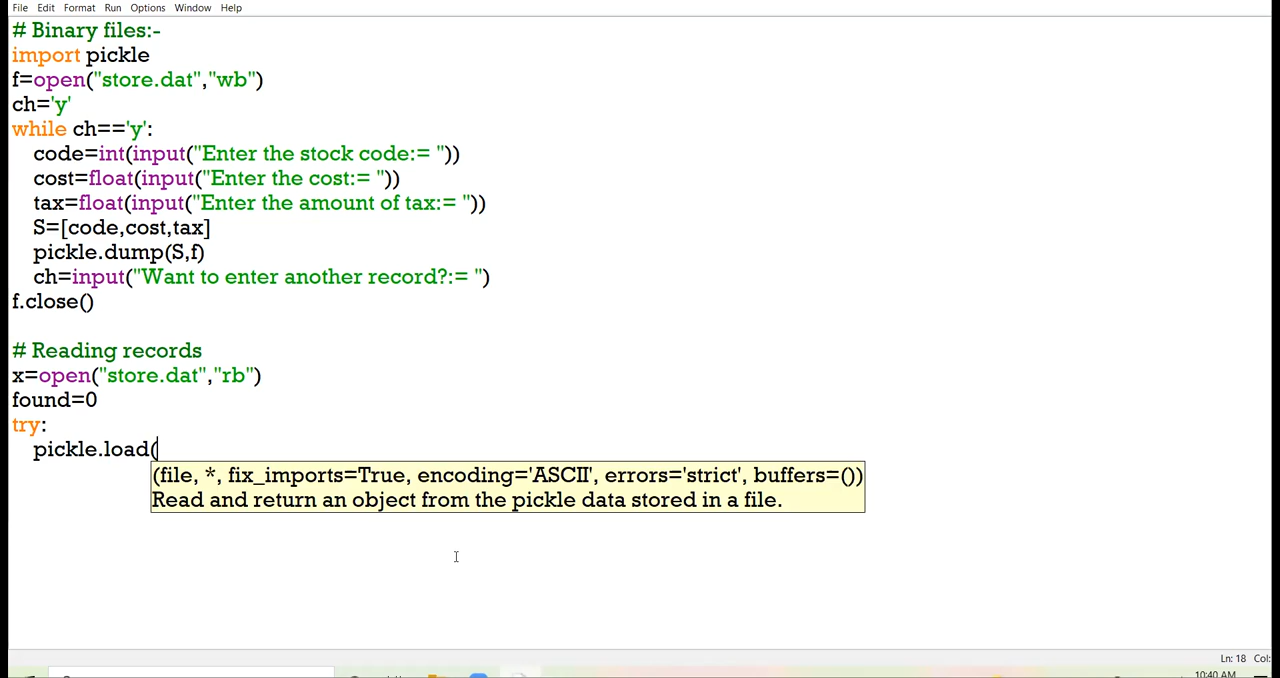 File Edit Format Run Options Window Help
# Binary files:-
import pickle
f=open("store.dat","wb")
ch='y'
while ch=='y':
    code=int(input("Enter the stock code:= "))
    cost=float(input("Enter the cost:= "))
    tax=float(input("Enter the amount of tax:= "))
    S=[code,cost,tax]
    pickle.dump(S,f)
    ch=input("Want to enter another record?:= ")
f.close()
# Reading records
x=open("store.dat","rb")
found=0
try:
    pickle.load(
(file, *, fix_imports=True, encoding='ASCII', errors='strict', buffers=())
Read and return an object from the pickle data stored in a file.
Ln: 18 Col:
10:40 AM